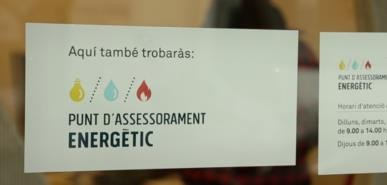 Aquí també trobaràs:
PUNT D'ASSESSORAMENT
ENERGÈTIC
PUNT D'ASSESSORAME
ENERGÈTIC
Horari d'atenció
Dilluns, dimarts,
de 9.00 a 14.00 h
Dijous de 9.00 a